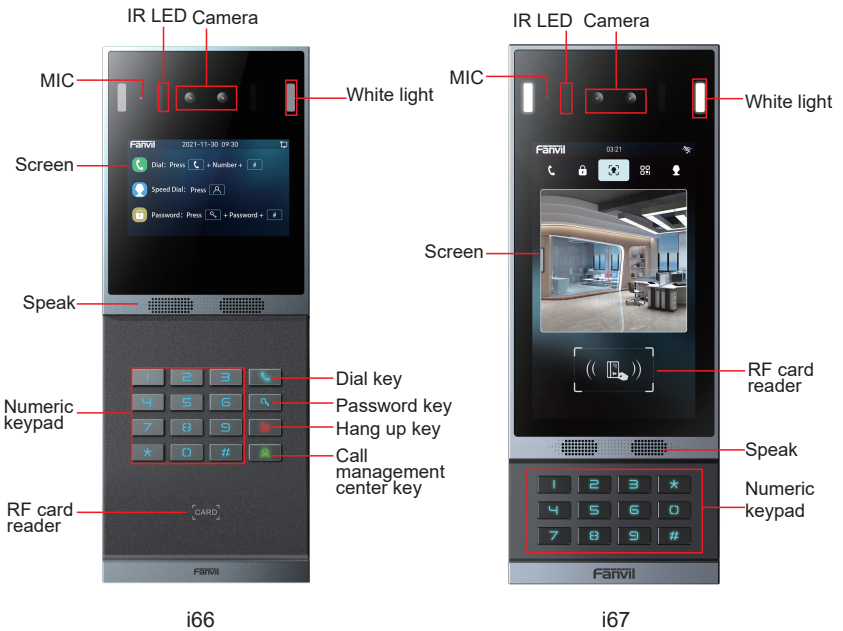 IR LED Camera
MIC
White light
Fanvil 2021-11-30 09:30
Screen
Dial: Press + Number + #
Speed Dial: Press
Password: Press + Password + #
Speak
1 2 3
4 5 6
7 8 9
* 0 #
Numeric
keypad
Dial key
Password key
Hang up key
Call
management
center key
RF card
reader
CARD
Fanvil
i66
IR LED Camera
MIC
White light
Fanvil 03:21
Screen
RF card
reader
Speak
1 2 3 *
4 5 6 0
7 8 9 #
Numeric
keypad
Fanvil
i67